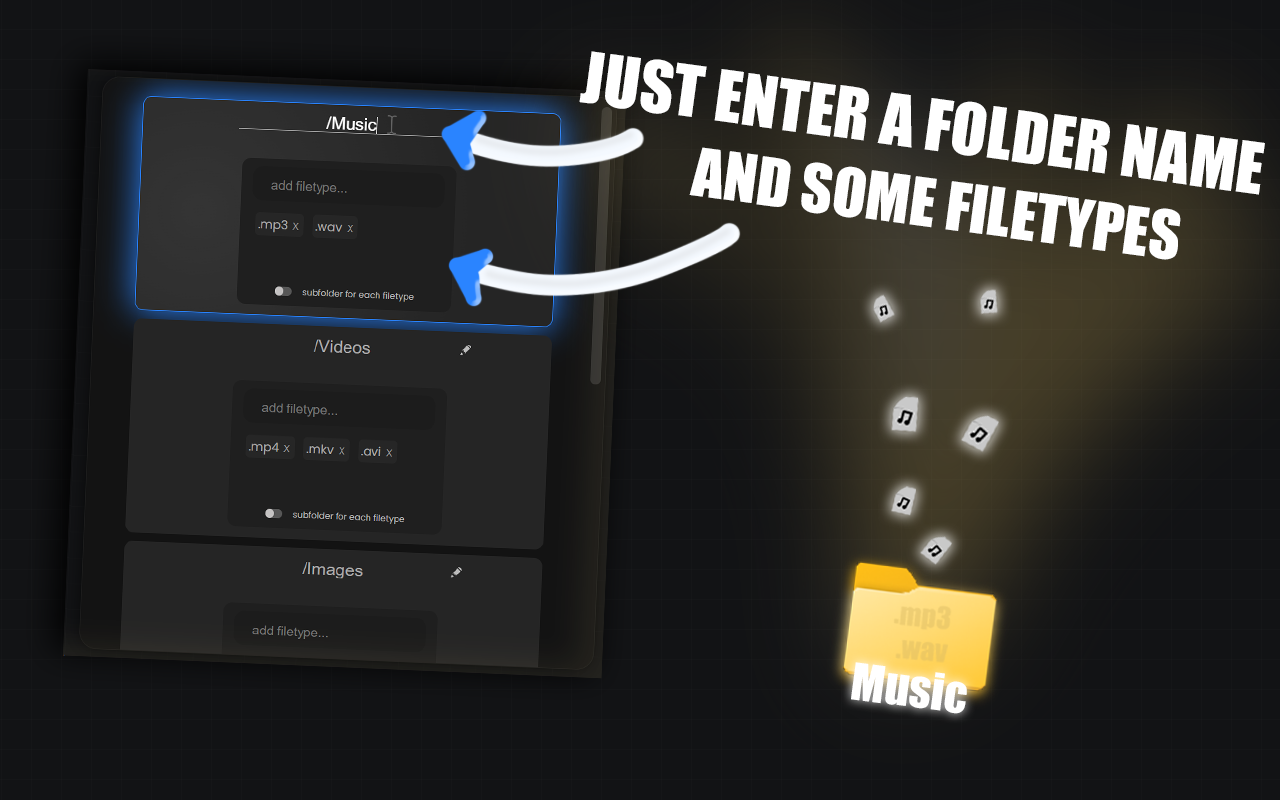 JUST ENTER A FOLDER NAME
AND SOME FILETYPES
/Music
add filetype...
.mp3 x .wav x
subfolder for each filetype
/Videos
add filetype...
.mp4 x .mkv x .avi x
subfolder for each filetype
/Images
add filetype...
.mp3
.wav
Music